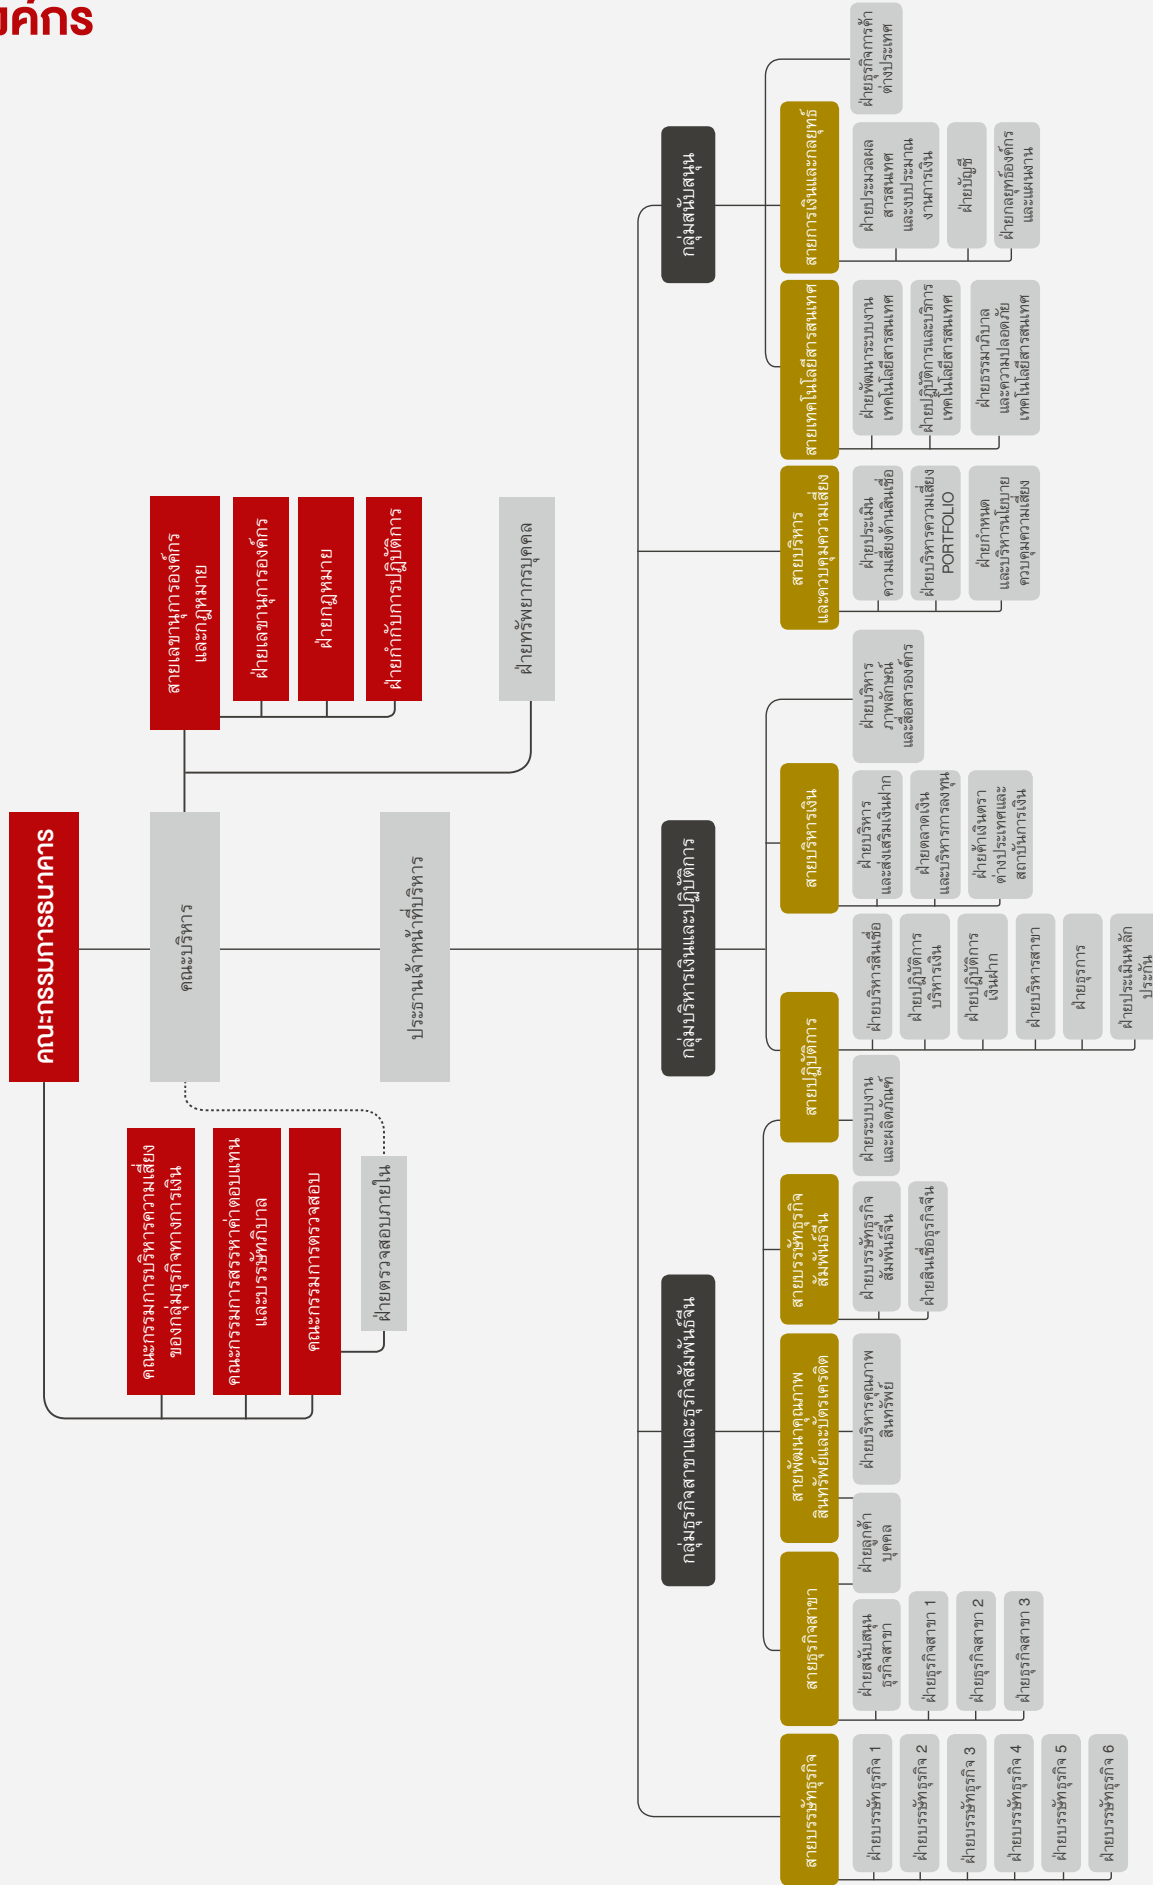 งค์กร
คณะกรรมการธนาคาร
คณะกรรมการบริหารความเสี่ยง
ของกลุ่มธุรกิจทางการเงิน
คณะกรรมการสรรหาค่าตอบแทน
และบรรษัทภิบาล
คณะกรรมการตรวจสอบ
ฝ่ายตรวจสอบภายใน
คณะบริหาร
สายเลขานุการองค์กร
และกฎหมาย
ฝ่ายเลขานุการองค์กร
ฝ่ายกฎหมาย
ฝ่ายกำกับการปฏิบัติการ
ฝ่ายทรัพยากรบุคคล
ประธานเจ้าหน้าที่บริหาร
สายบรรษัทธุรกิจ
ฝ่ายบรรษัทธุรกิจ 1
ฝ่ายบรรษัทธุรกิจ 2
ฝ่ายบรรษัทธุรกิจ 3
ฝ่ายบรรษัทธุรกิจ 4
ฝ่ายบรรษัทธุรกิจ 5
ฝ่ายบรรษัทธุรกิจ 6
กลุ่มธุรกิจสาขาและธุรกิจสัมพันธ์จีน
สายธุรกิจสาขา
ฝ่ายสนับสนุน
ธุรกิจสาขา
ฝ่ายธุรกิจสาขา 1
ฝ่ายธุรกิจสาขา 2
ฝ่ายธุรกิจสาขา 3
ฝ่ายลูกค้า
บุคคล
สายพัฒนาคุณภาพ
สินทรัพย์และบัตรเครดิต
ฝ่ายบริหารคุณภาพ
สินทรัพย์
สายบรรษัทธุรกิจ
สัมพันธ์จีน
ฝ่ายบรรษัทธุรกิจ
สัมพันธ์จีน
ฝ่ายสินเชื่อธุรกิจจีน
ฝ่ายระบบงาน
และผลิตภัณฑ์
กลุ่มบริหารเงินและปฏิบัติการ
สายปฏิบัติการ
ฝ่ายบริหารสินเชื่อ
ฝ่ายปฏิบัติการ
บริหารเงิน
ฝ่ายปฏิบัติการ
เงินฝาก
ฝ่ายบริหารสาขา
ฝ่ายธุรการ
ฝ่ายประเมินหลัก
ประกัน
สายบริหารเงิน
ฝ่ายบริหาร
และส่งเสริมเงินฝาก
ฝ่ายตลาดเงิน
และบริหารการลงทุน
ฝ่ายค้าเงินตรา
ต่างประเทศและ
สถาบันการเงิน
ฝ่ายบริหาร
ภาพลักษณ์
และสื่อสารองค์กร
สายบริหาร
และควบคุมความเสี่ยง
ฝ่ายประเมิน
ความเสี่ยงด้านสินเชื่อ
ฝ่ายบริหารความเสี่ยง
PORTFOLIO
ฝ่ายกำหนด
และบริหารนโยบาย
ควบคุมความเสี่ยง
กลุ่มสนับสนุน
สายเทคโนโลยีสารสนเทศ
ฝ่ายพัฒนาระบบงาน
เทคโนโลยีสารสนเทศ
ฝ่ายปฏิบัติการและบริการ
เทคโนโลยีสารสนเทศ
ฝ่ายธรรมาภิบาล
และความปลอดภัย
เทคโนโลยีสารสนเทศ
สายการเงินและกลยุทธ์
ฝ่ายประมวลผล
สารสนเทศ
และงบประมาณ
งานการเงิน
ฝ่ายบัญชี
ฝ่ายกลยุทธ์องค์กร
และแผนงาน
ฝ่ายธุรกิจการค้า
ต่างประเทศ